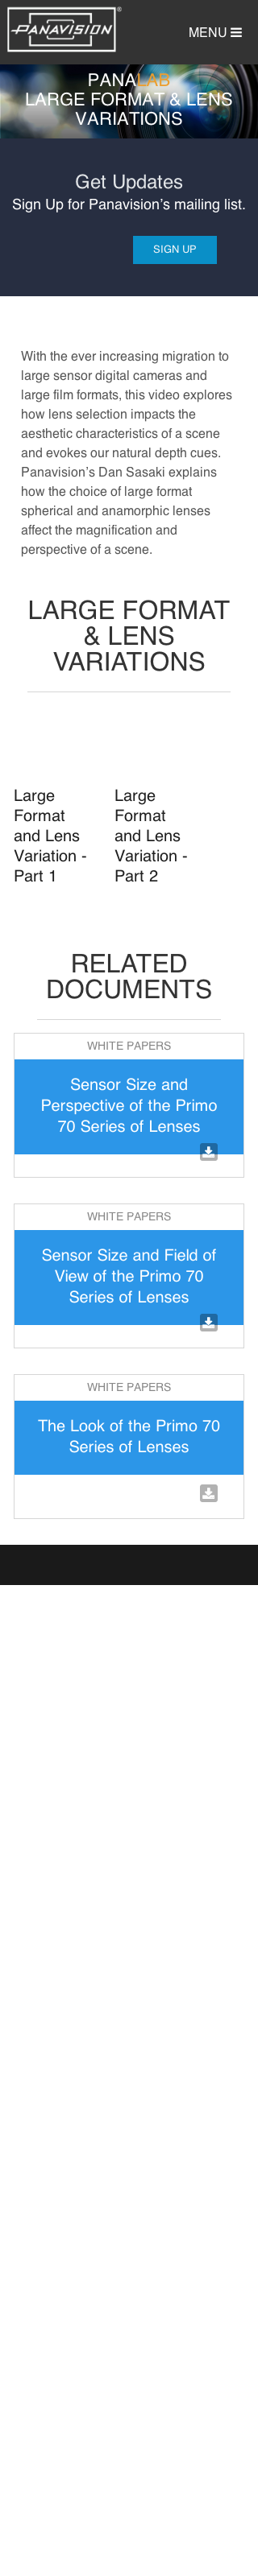 PANAVISION®
MENU
PANALAB
LARGE FORMAT & LENS
VARIATIONS
Get Updates
Sign Up for Panavision's mailing list.
SIGN UP
With the ever increasing migration to
large sensor digital cameras and
large film formats, this video explores
how lens selection impacts the
aesthetic characteristics of a scene
and evokes our natural depth cues.
Panavision's Dan Sasaki explains
how the choice of large format
spherical and anamorphic lenses
affect the magnification and
perspective of a scene.
LARGE FORMAT
& LENS
VARIATIONS
Large
Format
and Lens
Variation -
Part 1
Large
Format
and Lens
Variation -
Part 2
RELATED
DOCUMENTS
WHITE PAPERS
Sensor Size and
Perspective of the Primo
70 Series of Lenses
WHITE PAPERS
Sensor Size and Field of
View of the Primo 70
Series of Lenses
WHITE PAPERS
The Look of the Primo 70
Series of Lenses